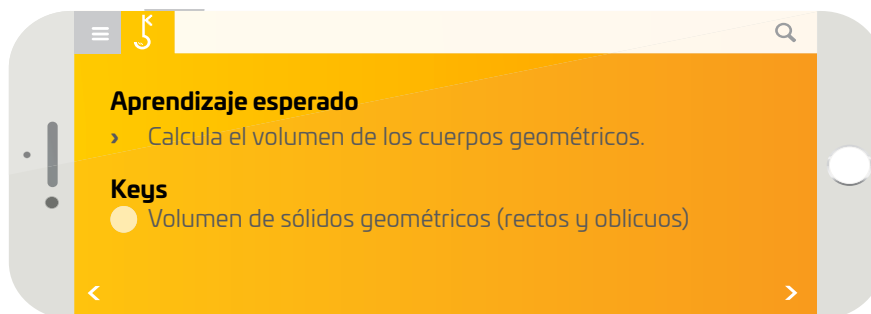 Aprendizaje esperado
› Calcula el volumen de los cuerpos geométricos.
Keys
Volumen de sólidos geométricos (rectos y oblicuos)